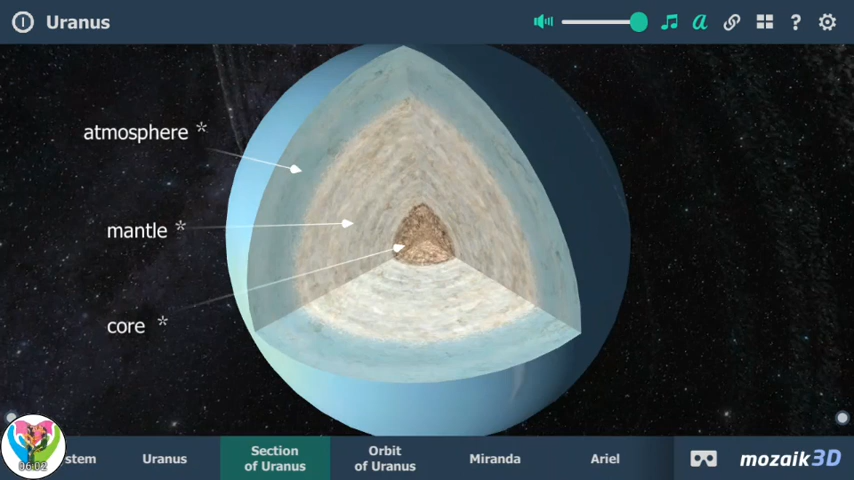 Uranus
a
?
atmosphere *
mantle *
core *
06:02
stem
Uranus
Section
of Uranus
Orbit
of Uranus
Miranda
Ariel
mozaik3D